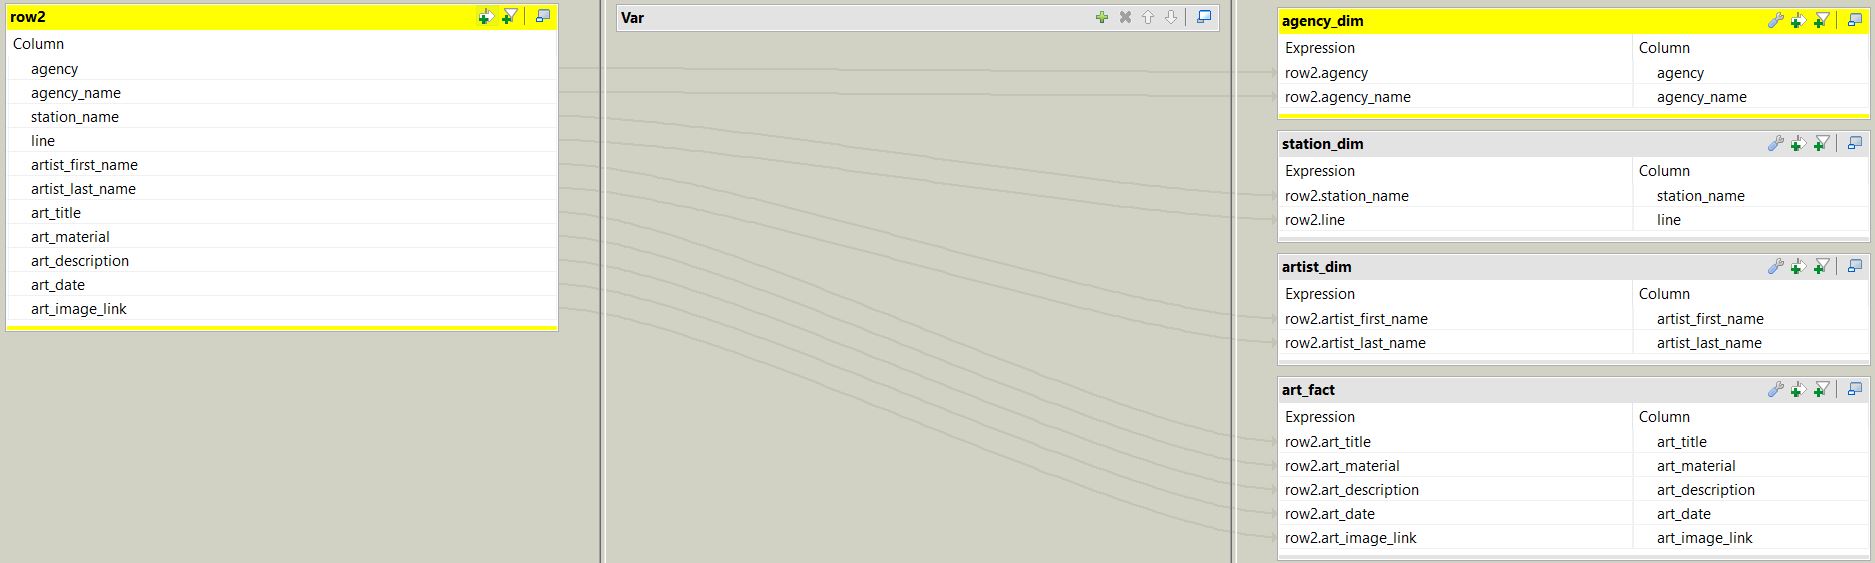 row2
Column
agency
agency_name
station_name
line
artist_first_name
artist_last_name
art_title
art_material
art_description
art_date
art_image_link
Var
agency_dim
Expression Column
row2.agency agency
row2.agency_name agency_name
station_dim
Expression Column
row2.station_name station_name
row2.line line
artist_dim
Expression Column
row2.artist_first_name artist_first_name
row2.artist_last_name artist_last_name
art_fact
Expression Column
row2.art_title art_title
row2.art_material art_material
row2.art_description art_description
row2.art_date art_date
row2.art_image_link art_image_link